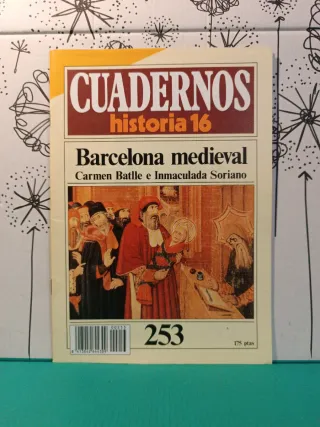 CUADERNOS
historia 16
Barcelona medieval
Carmen Batlle e Inmaculada Soriano
253
175 ptas